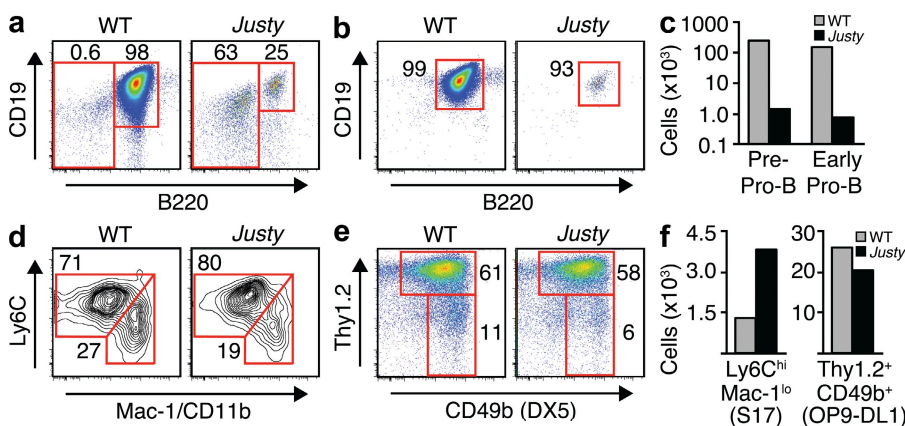 a
WT
Justy
0.6
98
63
25
CD19
B220
b
WT
Justy
99
93
CD19
B220
c
WT
Justy
Cells (x10³)
1000
100
10
1.0
0.1
Pre-
Pro-B
Early
Pro-B
d
WT
Justy
71
27
80
19
Ly6C
Mac-1/CD11b
e
WT
Justy
61
11
58
6
Thy1.2
CD49b (DX5)
f
WT
Justy
Cells (x10³)
4.5
3.0
1.5
30
20
10
Ly6Cʰⁱ
Mac-1ˡᵒ
(S17)
Thy1.2⁺
CD49b⁺
(OP9-DL1)